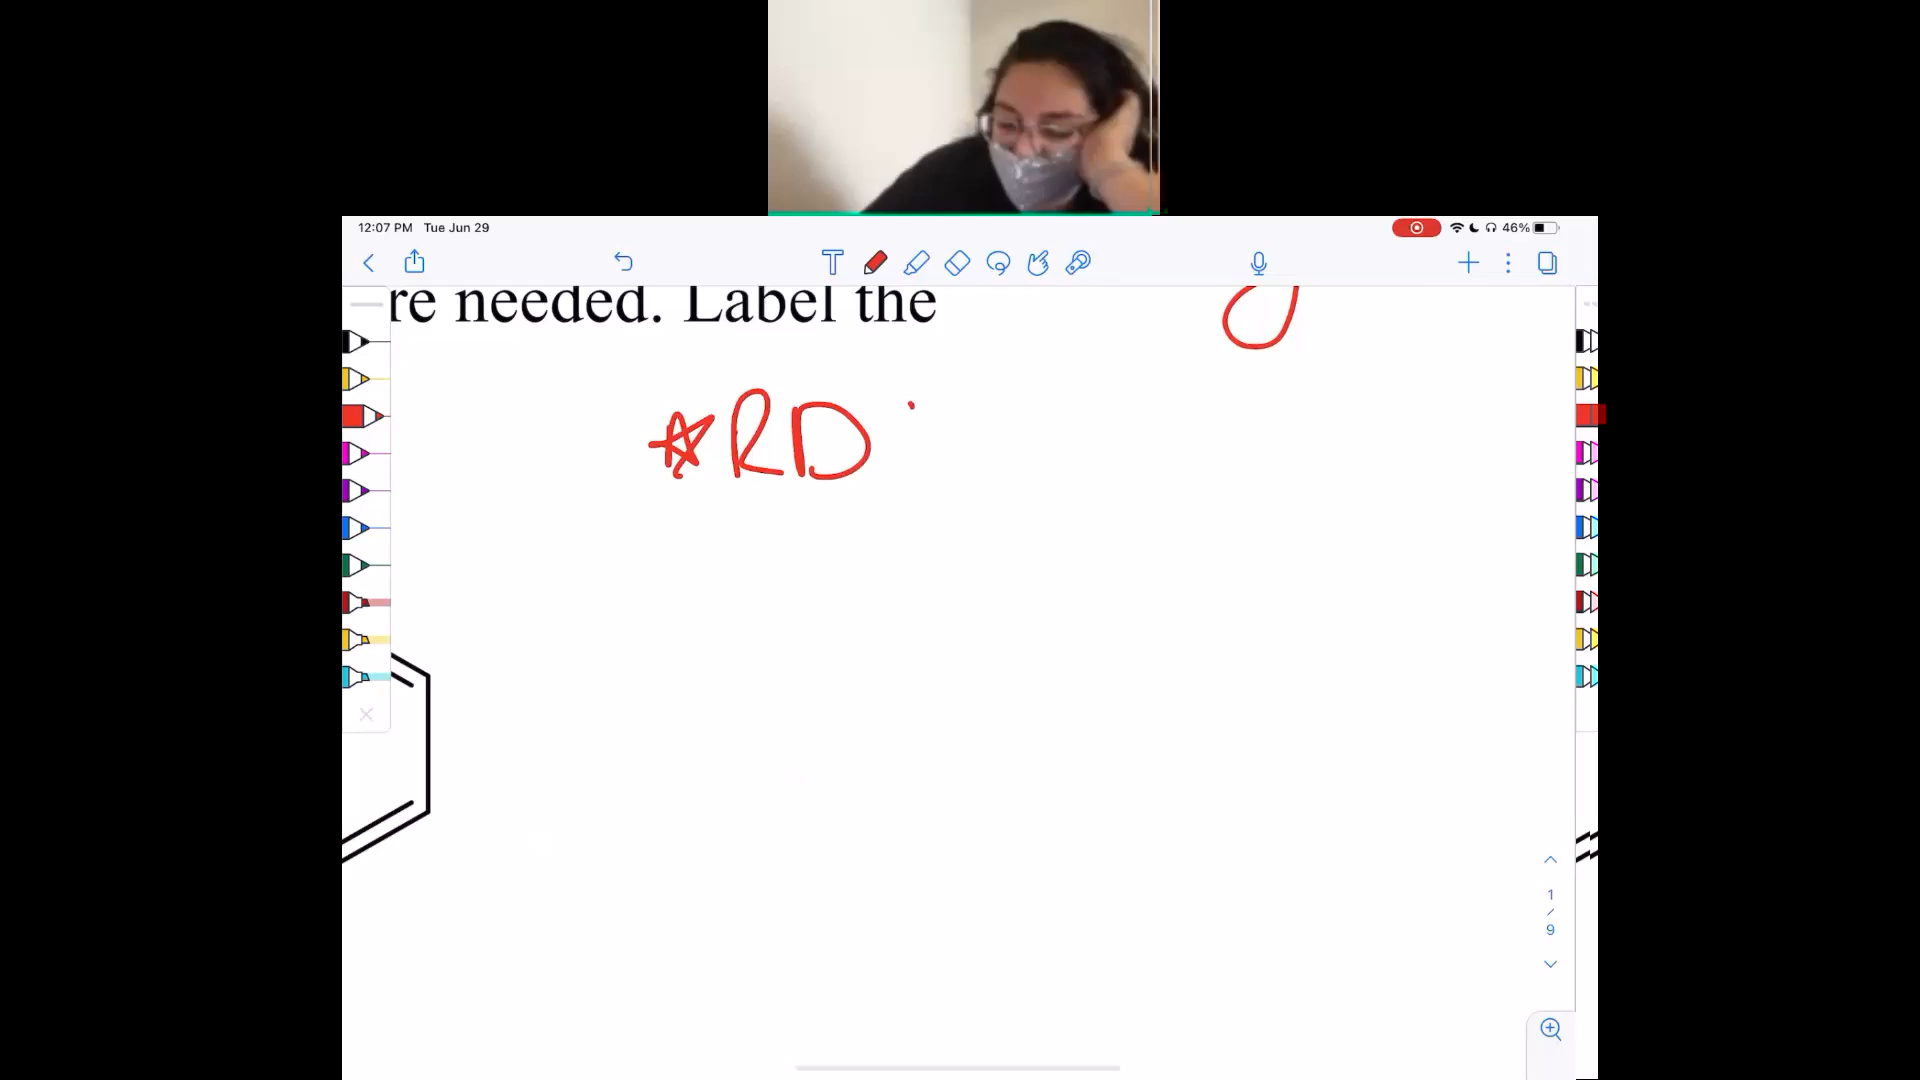 12:07 PM Tue Jun 29
46%
T
re needed. Label the
☆RD
1
/
9